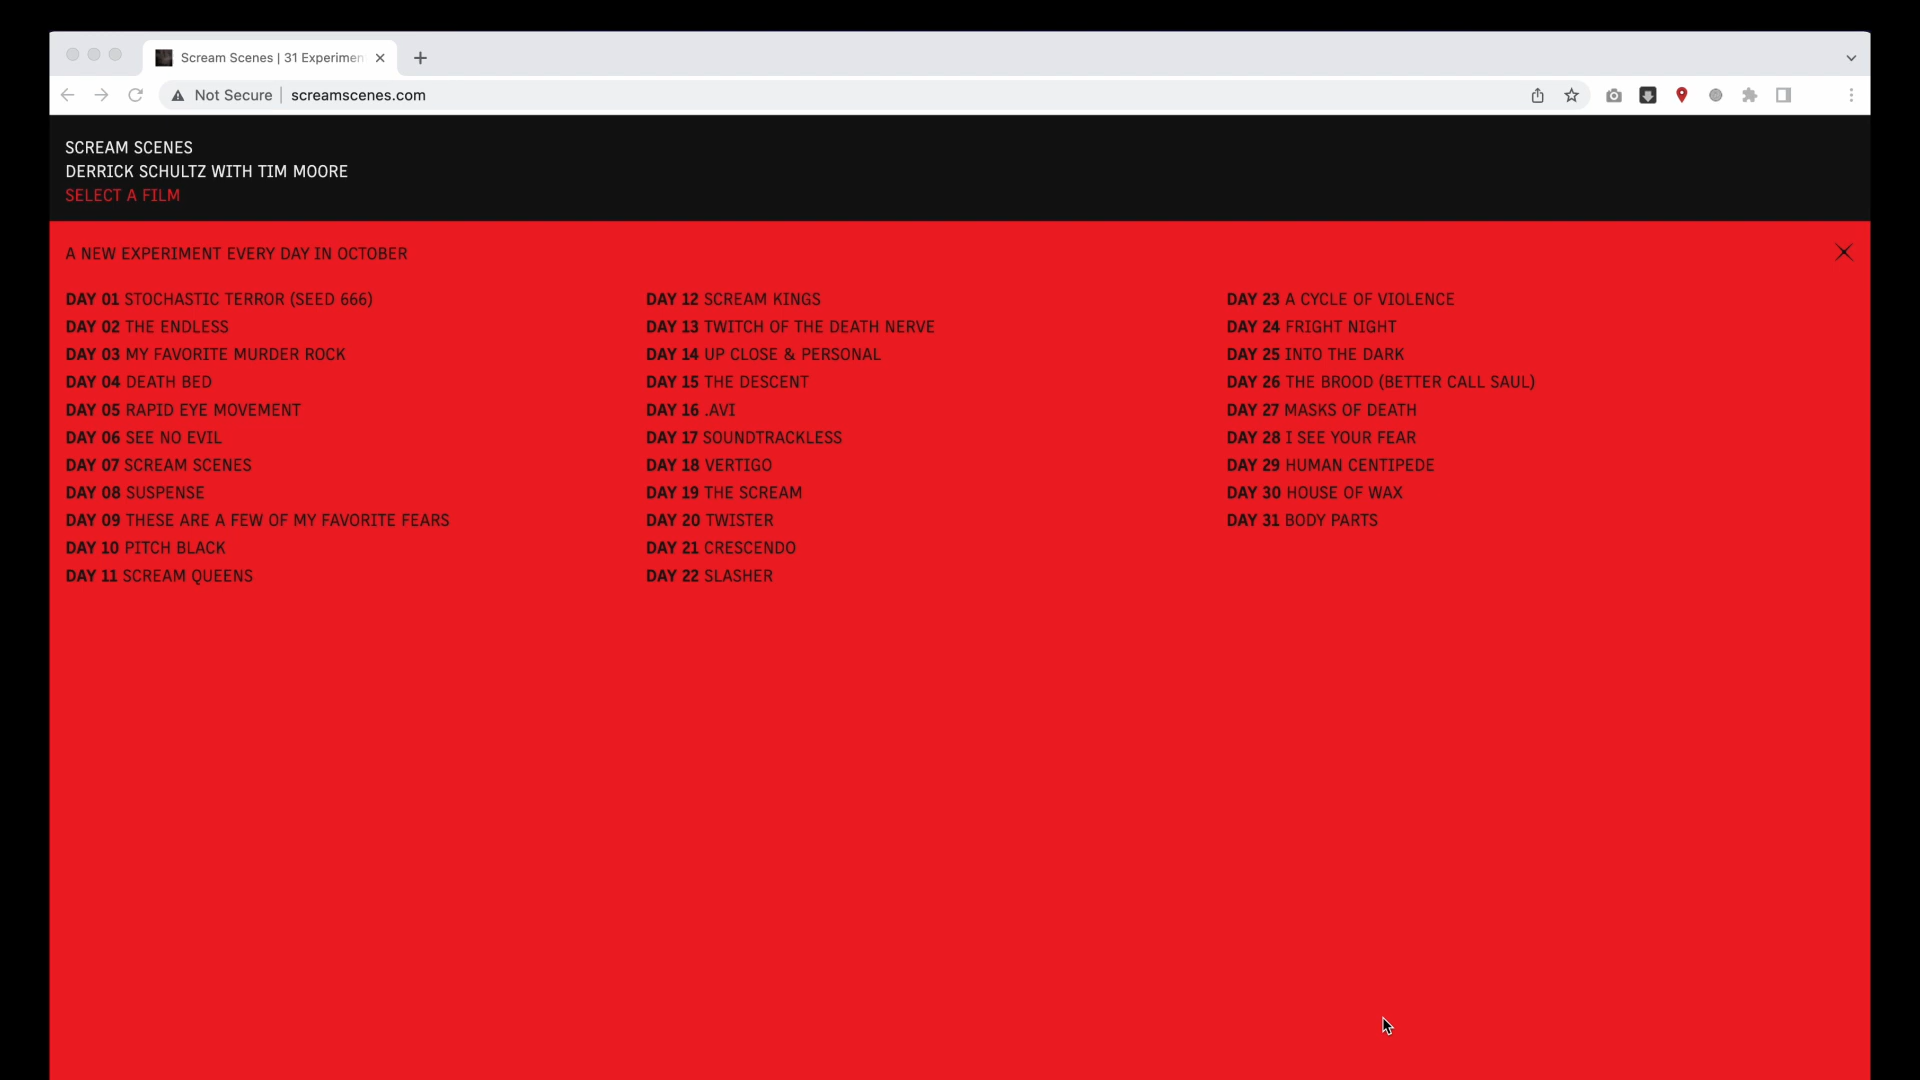 Scream Scenes | 31 Experimen
Not Secure | screamscenes.com
SCREAM SCENES
DERRICK SCHULTZ WITH TIM MOORE
SELECT A FILM
A NEW EXPERIMENT EVERY DAY IN OCTOBER
DAY 01 STOCHASTIC TERROR (SEED 666)
DAY 02 THE ENDLESS
DAY 03 MY FAVORITE MURDER ROCK
DAY 04 DEATH BED
DAY 05 RAPID EYE MOVEMENT
DAY 06 SEE NO EVIL
DAY 07 SCREAM SCENES
DAY 08 SUSPENSE
DAY 09 THESE ARE A FEW OF MY FAVORITE FEARS
DAY 10 PITCH BLACK
DAY 11 SCREAM QUEENS
DAY 12 SCREAM KINGS
DAY 13 TWITCH OF THE DEATH NERVE
DAY 14 UP CLOSE & PERSONAL
DAY 15 THE DESCENT
DAY 16 .AVI
DAY 17 SOUNDTRACKLESS
DAY 18 VERTIGO
DAY 19 THE SCREAM
DAY 20 TWISTER
DAY 21 CRESCENDO
DAY 22 SLASHER
DAY 23 A CYCLE OF VIOLENCE
DAY 24 FRIGHT NIGHT
DAY 25 INTO THE DARK
DAY 26 THE BROOD (BETTER CALL SAUL)
DAY 27 MASKS OF DEATH
DAY 28 I SEE YOUR FEAR
DAY 29 HUMAN CENTIPEDE
DAY 30 HOUSE OF WAX
DAY 31 BODY PARTS